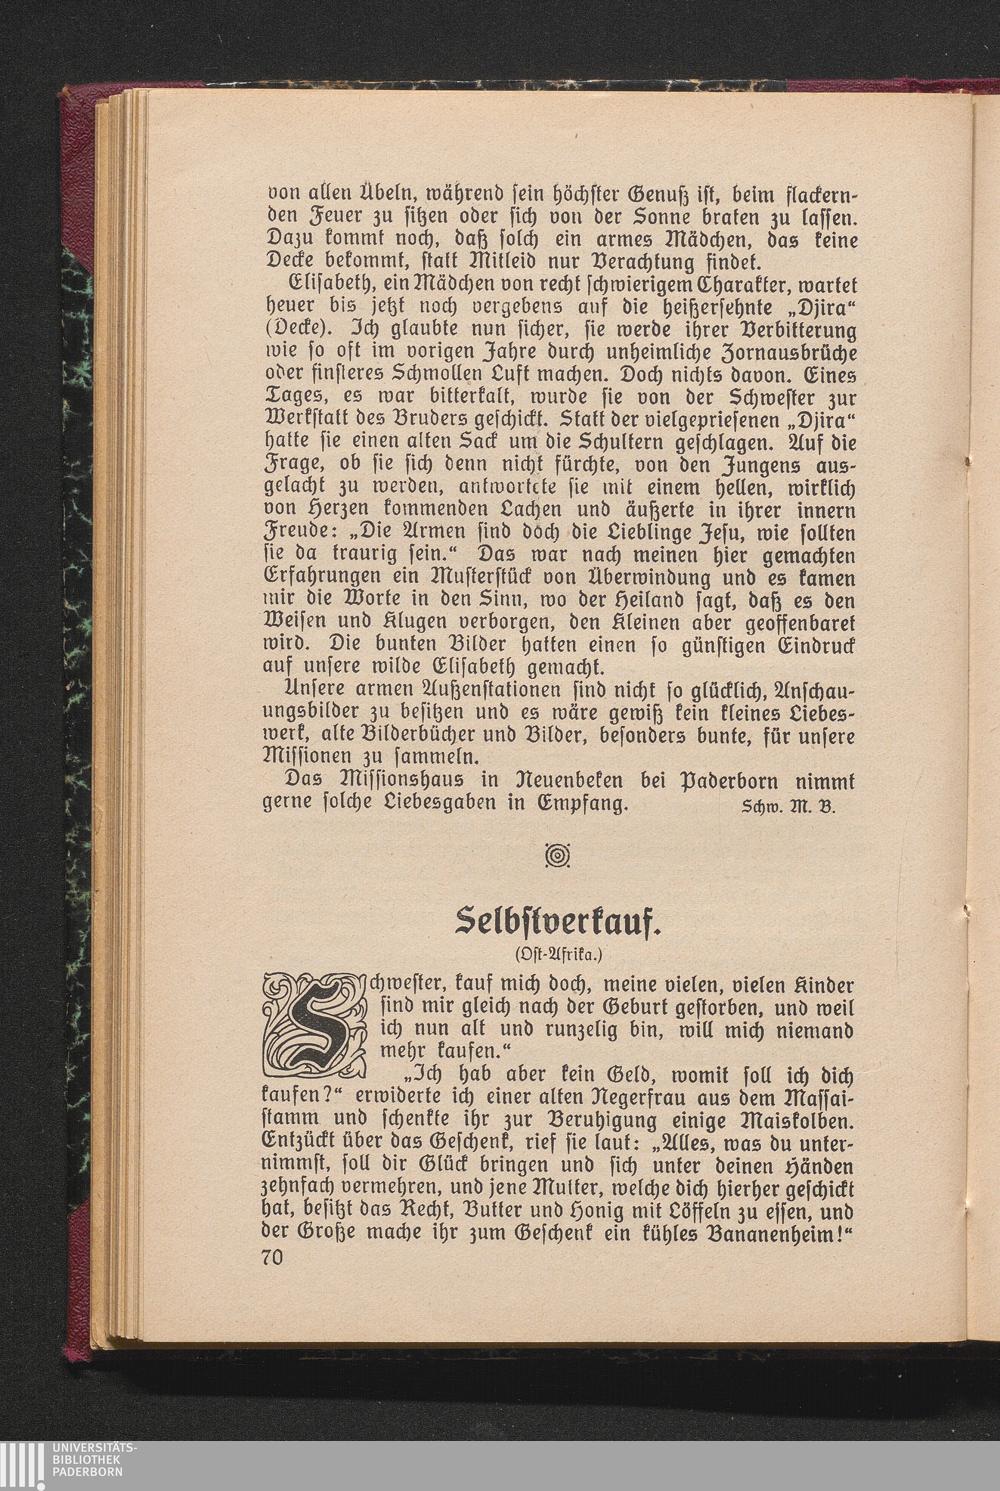 von allen Übeln, während sein höchster Genuß ist, beim flackern-
den Feuer zu sitzen oder sich von der Sonne braten zu lassen.
Dazu kommt noch, daß solch ein armes Mädchen, das keine
Decke bekommt, statt Mitleid nur Verachtung findet.
Elisabeth, ein Mädchen von recht schwierigem Charakter, wartet
heuer bis jetzt noch vergebens auf die heißersehnte „Djira“
(Decke). Ich glaubte nun sicher, sie werde ihrer Verbitterung
wie so oft im vorigen Jahre durch unheimliche Zornausbrüche
oder finsteres Schmollen Luft machen. Doch nichts davon. Eines
Tages, es war bitterkalt, wurde sie von der Schwester zur
Werkstatt des Bruders geschickt. Statt der vielgepriesenen „Djira“
hatte sie einen alten Sack um die Schultern geschlagen. Auf die
Frage, ob sie sich denn nicht fürchte, von den Jungens aus-
gelacht zu werden, antwortete sie mit einem hellen, wirklich
von Herzen kommenden Lachen und äußerte in ihrer innern
Freude: „Die Armen sind doch die Lieblinge Jesu, wie sollten
sie da traurig sein.“ Das war nach meinen hier gemachten
Erfahrungen ein Musterstück von Überwindung und es kamen
mir die Worte in den Sinn, wo der Heiland sagt, daß es den
Weisen und Klugen verborgen, den Kleinen aber geoffenbaret
wird. Die bunten Bilder hatten einen so günstigen Eindruck
auf unsere wilde Elisabeth gemacht.
Unsere armen Außenstationen sind nicht so glücklich, Anschau-
ungsbilder zu besitzen und es wäre gewiß kein kleines Liebes-
werk, alte Bilderbücher und Bilder, besonders bunte, für unsere
Missionen zu sammeln.
Das Missionshaus in Neuenbeken bei Paderborn nimmt
gerne solche Liebesgaben in Empfang. Schw. M. B.
Selbstverkauf.
(Ost-Afrika.)
Schwester, kauf mich doch, meine vielen, vielen Kinder
sind mir gleich nach der Geburt gestorben, und weil
ich nun alt und runzelig bin, will mich niemand
mehr kaufen.“
„Ich hab aber kein Geld, womit soll ich dich
kaufen?“ erwiderte ich einer alten Negerfrau aus dem Massai-
stamm und schenkte ihr zur Beruhigung einige Maiskolben.
Entzückt über das Geschenk, rief sie laut: „Alles, was du unter-
nimmst, soll dir Glück bringen und sich unter deinen Händen
zehnfach vermehren, und jene Mutter, welche dich hierher geschickt
hat, besitzt das Recht, Butter und Honig mit Löffeln zu essen, und
der Große mache ihr zum Geschenk ein kühles Bananenheim!“
70
UNIVERSITÄTS-
BIBLIOTHEK
PADERBORN